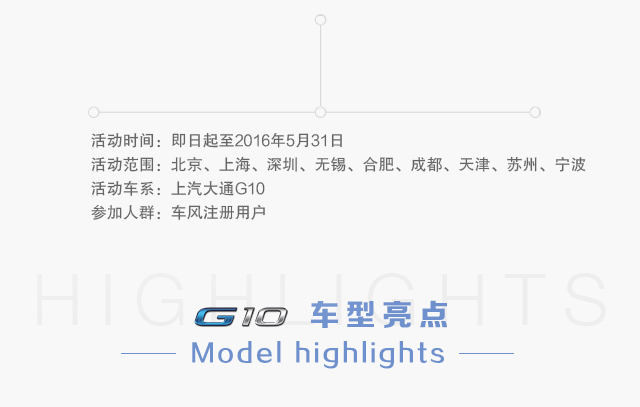 活动时间：即日起至2016年5月31日
活动范围：北京、上海、深圳、无锡、合肥、成都、天津、苏州、宁波
活动车系：上汽大通G10
参加人群：车风注册用户
HIGHLIGHTS
G10 车型亮点
Model highlights